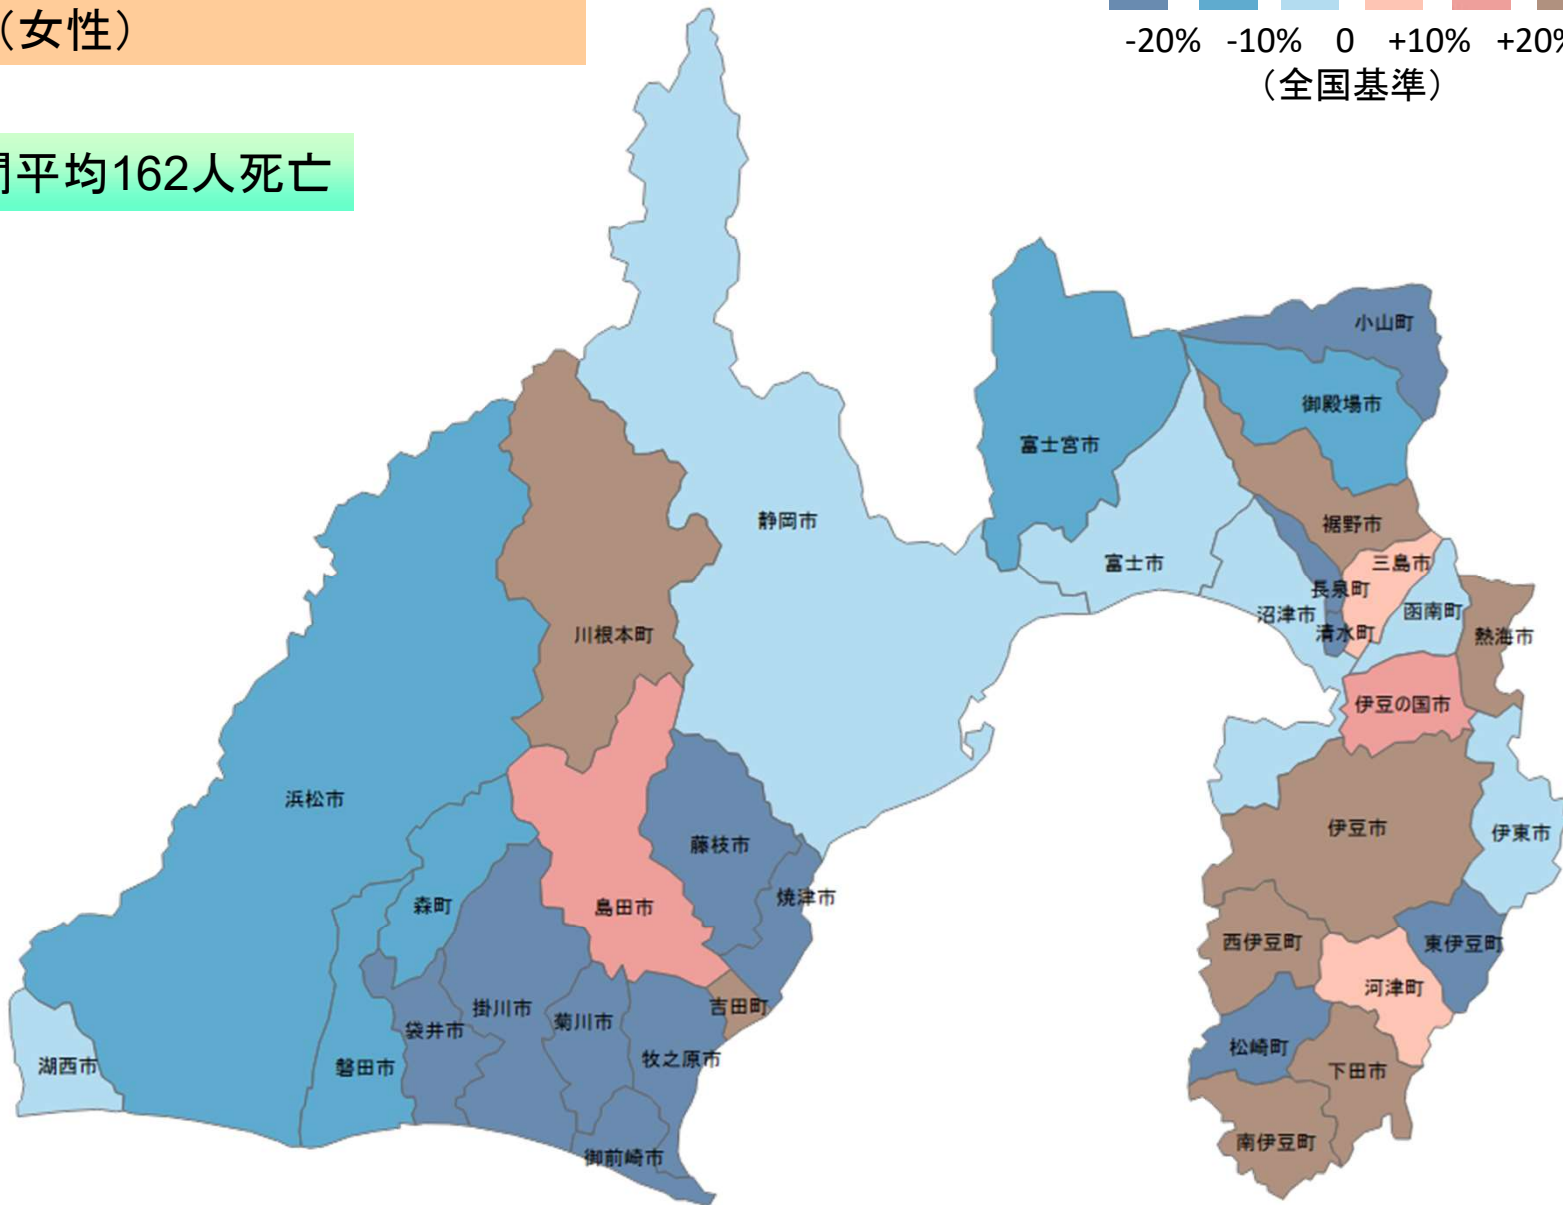 （女性）
-20% -10% 0 +10% +20%
（全国基準）
間平均162人死亡
小山町
御殿場市
富士宮市
静岡市
裾野市
富士市
三島市
長泉町
沼津市
函南町
清水町
熱海市
川根本町
伊豆の国市
浜松市
伊豆市
伊東市
藤枝市
焼津市
森町
島田市
西伊豆町
東伊豆町
河津町
掛川市
吉田町
菊川市
袋井市
松崎町
牧之原市
湖西市
磐田市
下田市
南伊豆町
御前崎市